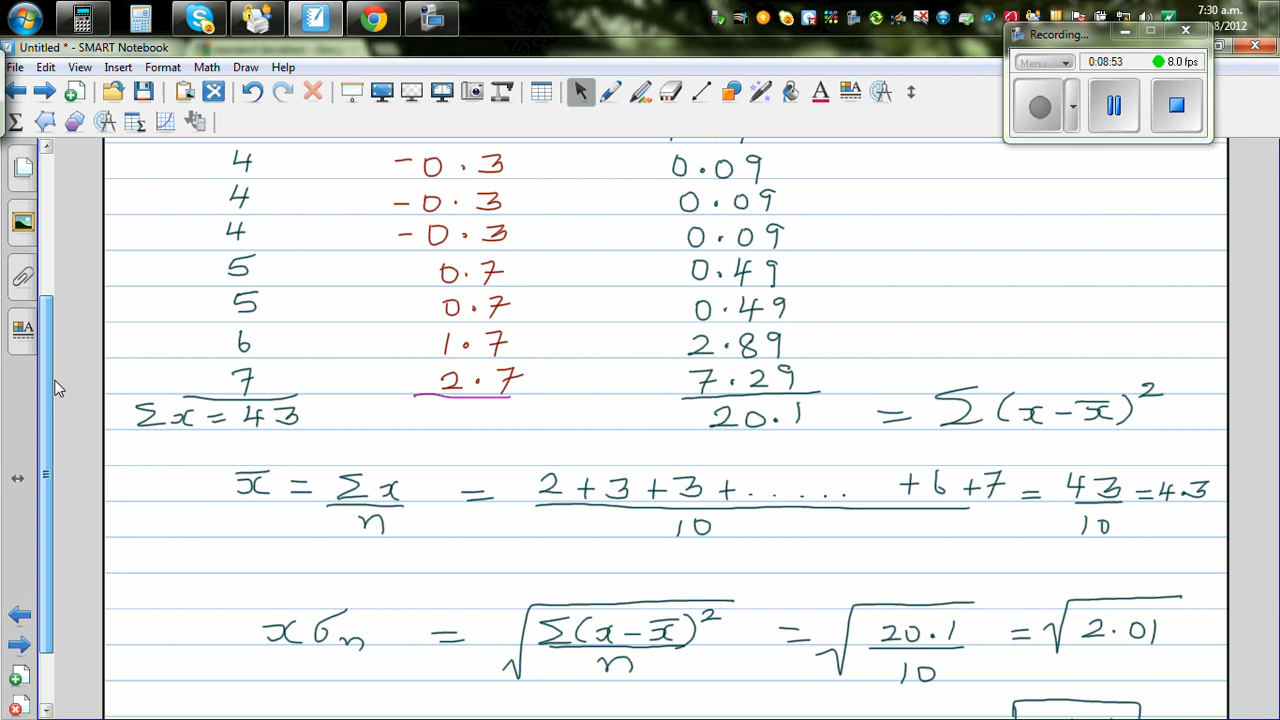 7:30 a.m.
8/2012
Untitled * - SMART Notebook
Recording...
File Edit View Insert Format Math Draw Help
Menu
0:08:53
8.0 fps
4 -0.3 0.09
4 -0.3 0.09
4 -0.3 0.09
5 0.7 0.49
5 0.7 0.49
6 1.7 2.89
7 2.7 7.29
Σx = 43 20.1 = Σ(x-x̄)²
x̄ = Σx/n = 2+3+3+...... +6+7/10 = 43/10 = 4.3
xσn = √(Σ(x-x̄)²/n) = √(20.1/10) = √2.01